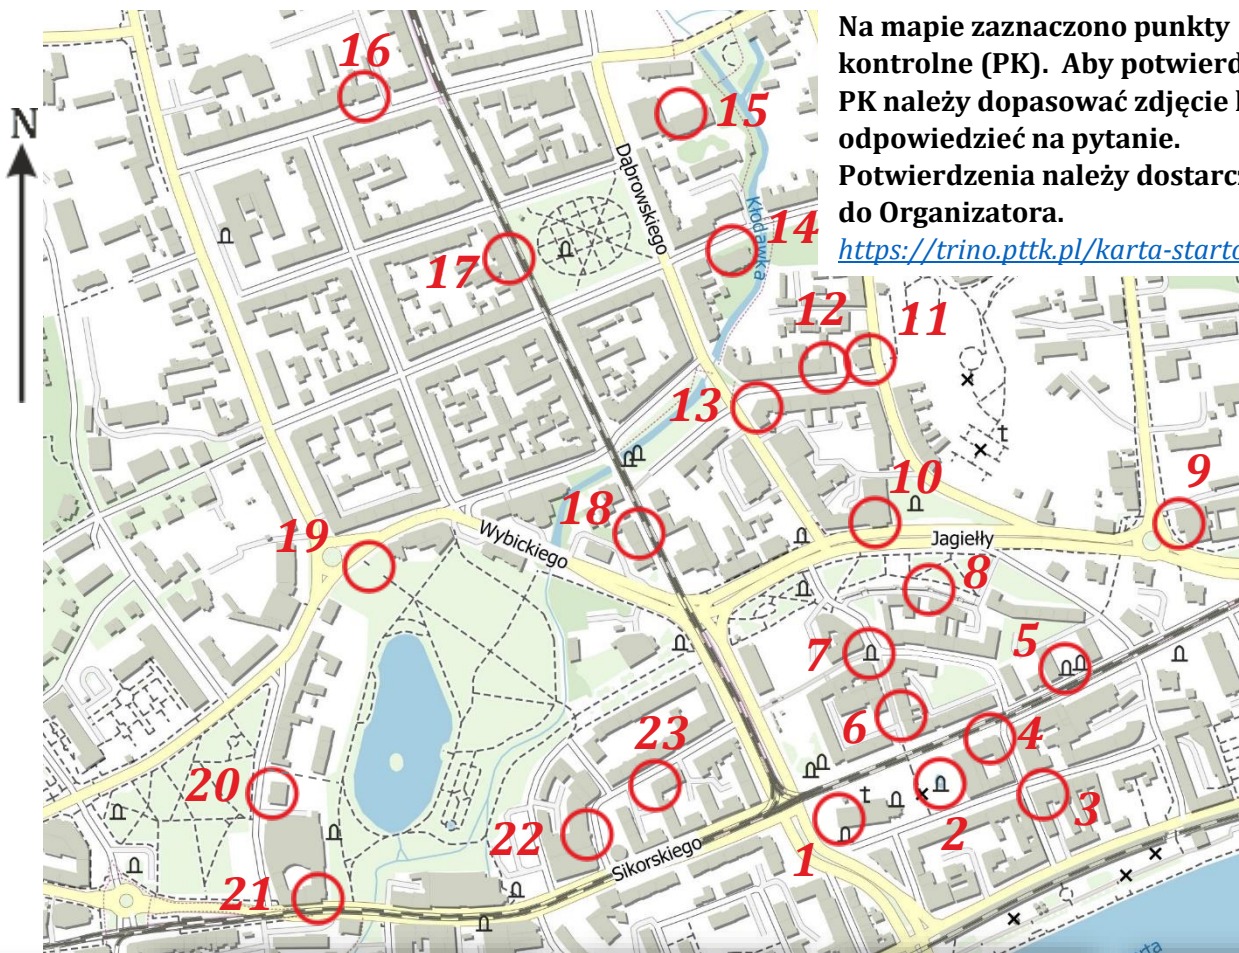 Na mapie zaznaczono punkty
kontrolne (PK). Aby potwierd
PK należy dopasować zdjęcie
odpowiedzieć na pytanie.
Potwierdzenia należy dostarcz
do Organizatora.
https://trino.pttk.pl/karta-starto
N
16
15
Dąbrowskiego
Kłodawka
14
17
12
11
13
10
9
18
19
Wybickiego
Jagiełły
8
7
5
6
4
23
20
3
2
22
1
Sikorskiego
21
rta